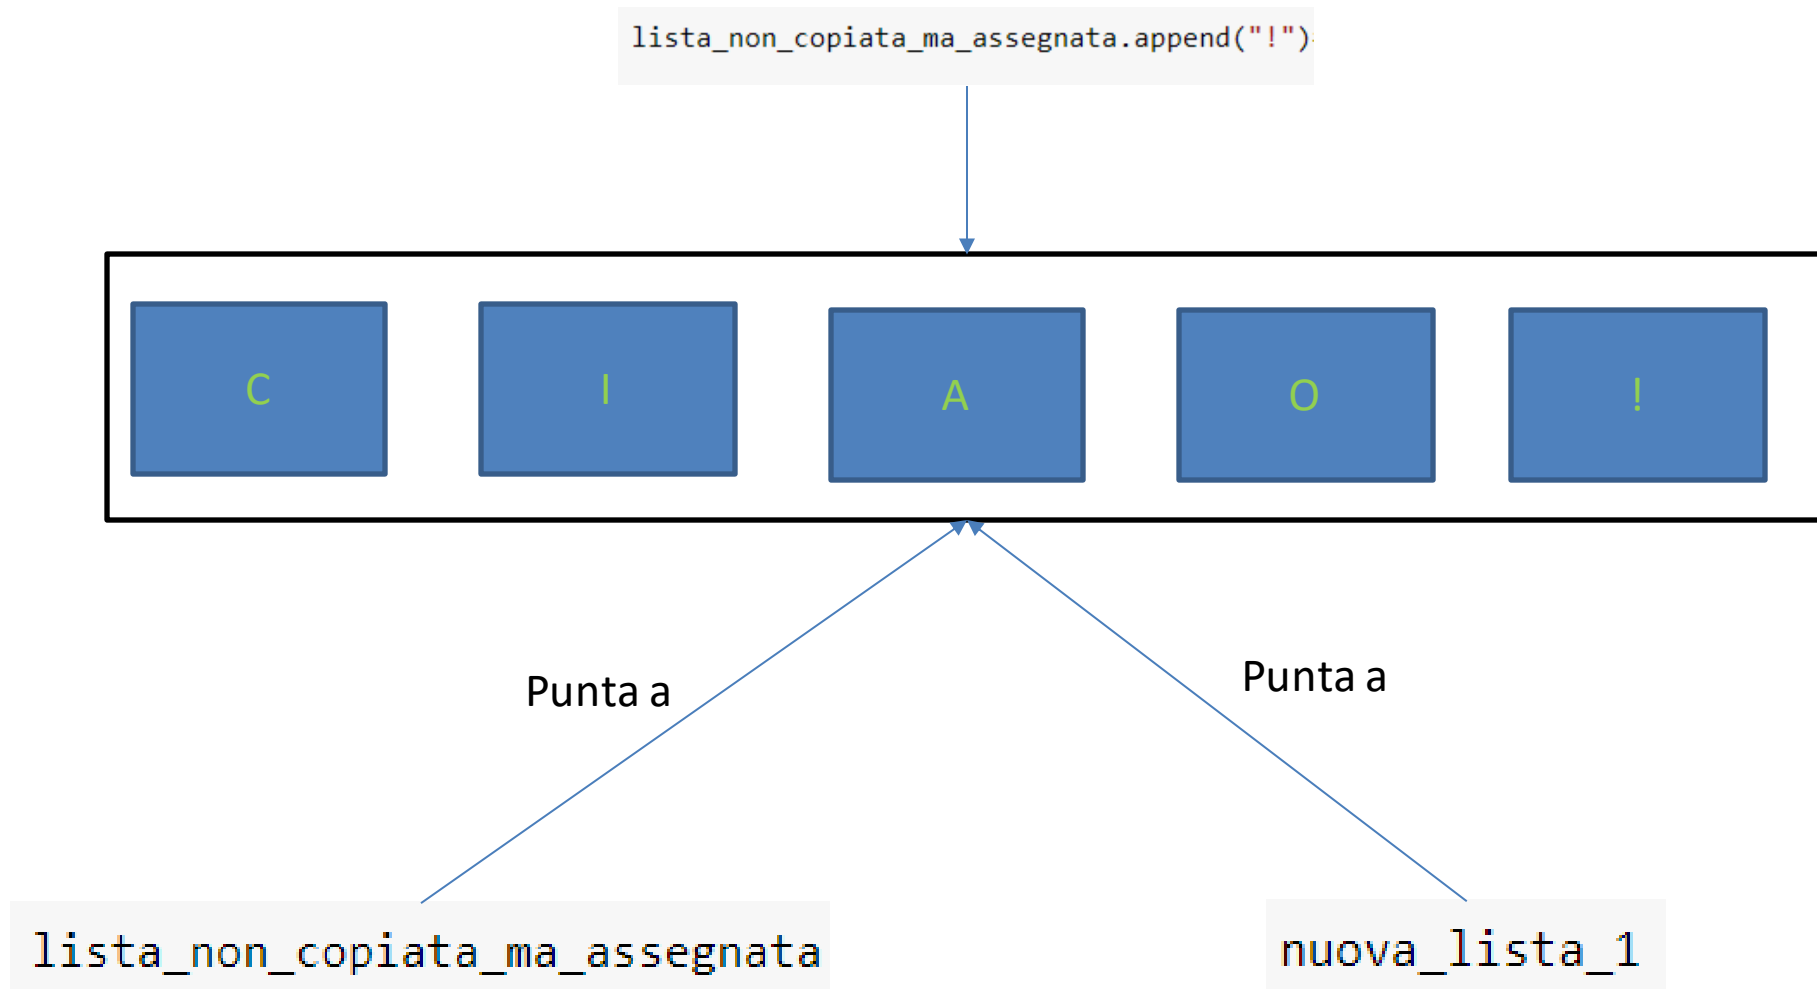 lista_non_copiata_ma_assegnata.append("!")
C I A O !
Punta a Punta a
lista_non_copiata_ma_assegnata nuova_lista_1